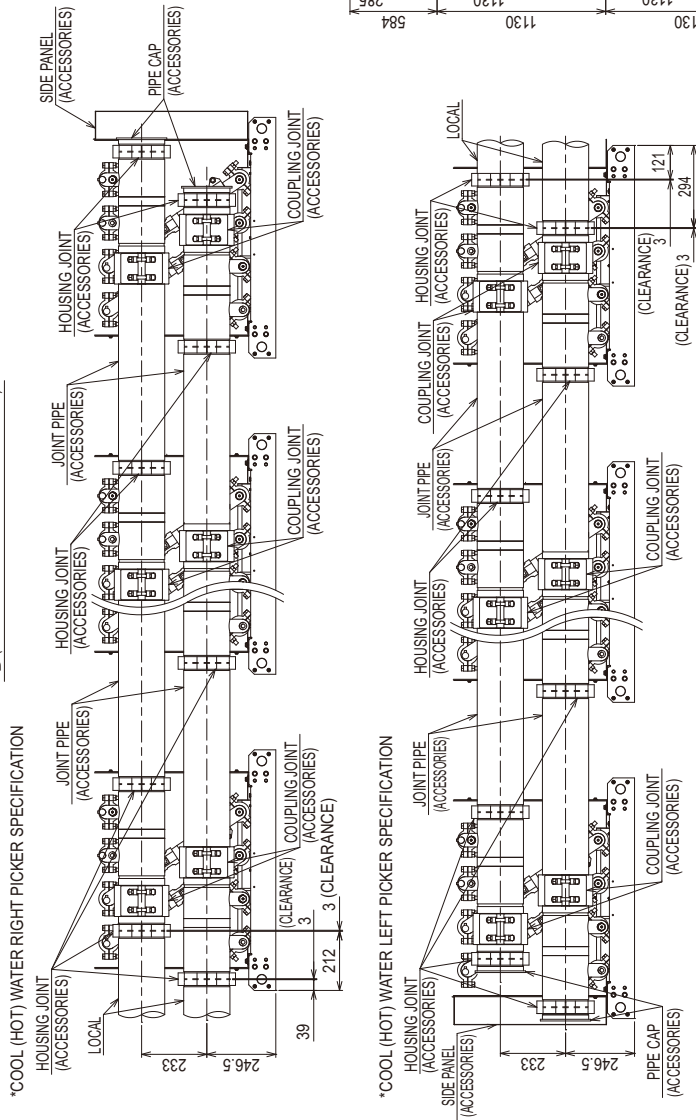 *COOL (HOT) WATER RIGHT PICKER SPECIFICATION
HOUSING JOINT
(ACCESSORIES)
LOCAL
JOINT PIPE
(ACCESSORIES)
HOUSING JOINT
(ACCESSORIES)
JOINT PIPE
(ACCESSORIES)
HOUSING JOINT
(ACCESSORIES)
SIDE PANEL
(ACCESSORIES)
PIPE CAP
(ACCESSORIES)
COUPLING JOINT
(ACCESSORIES)
COUPLING JOINT
(ACCESSORIES)
COUPLING JOINT
(ACCESSORIES)
(CLEARANCE)
3
3 (CLEARANCE)
212
39
233
246.5
*COOL (HOT) WATER LEFT PICKER SPECIFICATION
SIDE PANEL
(ACCESSORIES)
HOUSING JOINT
(ACCESSORIES)
JOINT PIPE
(ACCESSORIES)
HOUSING JOINT
(ACCESSORIES)
JOINT PIPE
(ACCESSORIES)
COUPLING JOINT
(ACCESSORIES)
HOUSING JOINT
(ACCESSORIES)
LOCAL
PIPE CAP
(ACCESSORIES)
COUPLING JOINT
(ACCESSORIES)
COUPLING JOINT
(ACCESSORIES)
(CLEARANCE)
3
(CLEARANCE) 3
121
294
233
246.5
584
1130